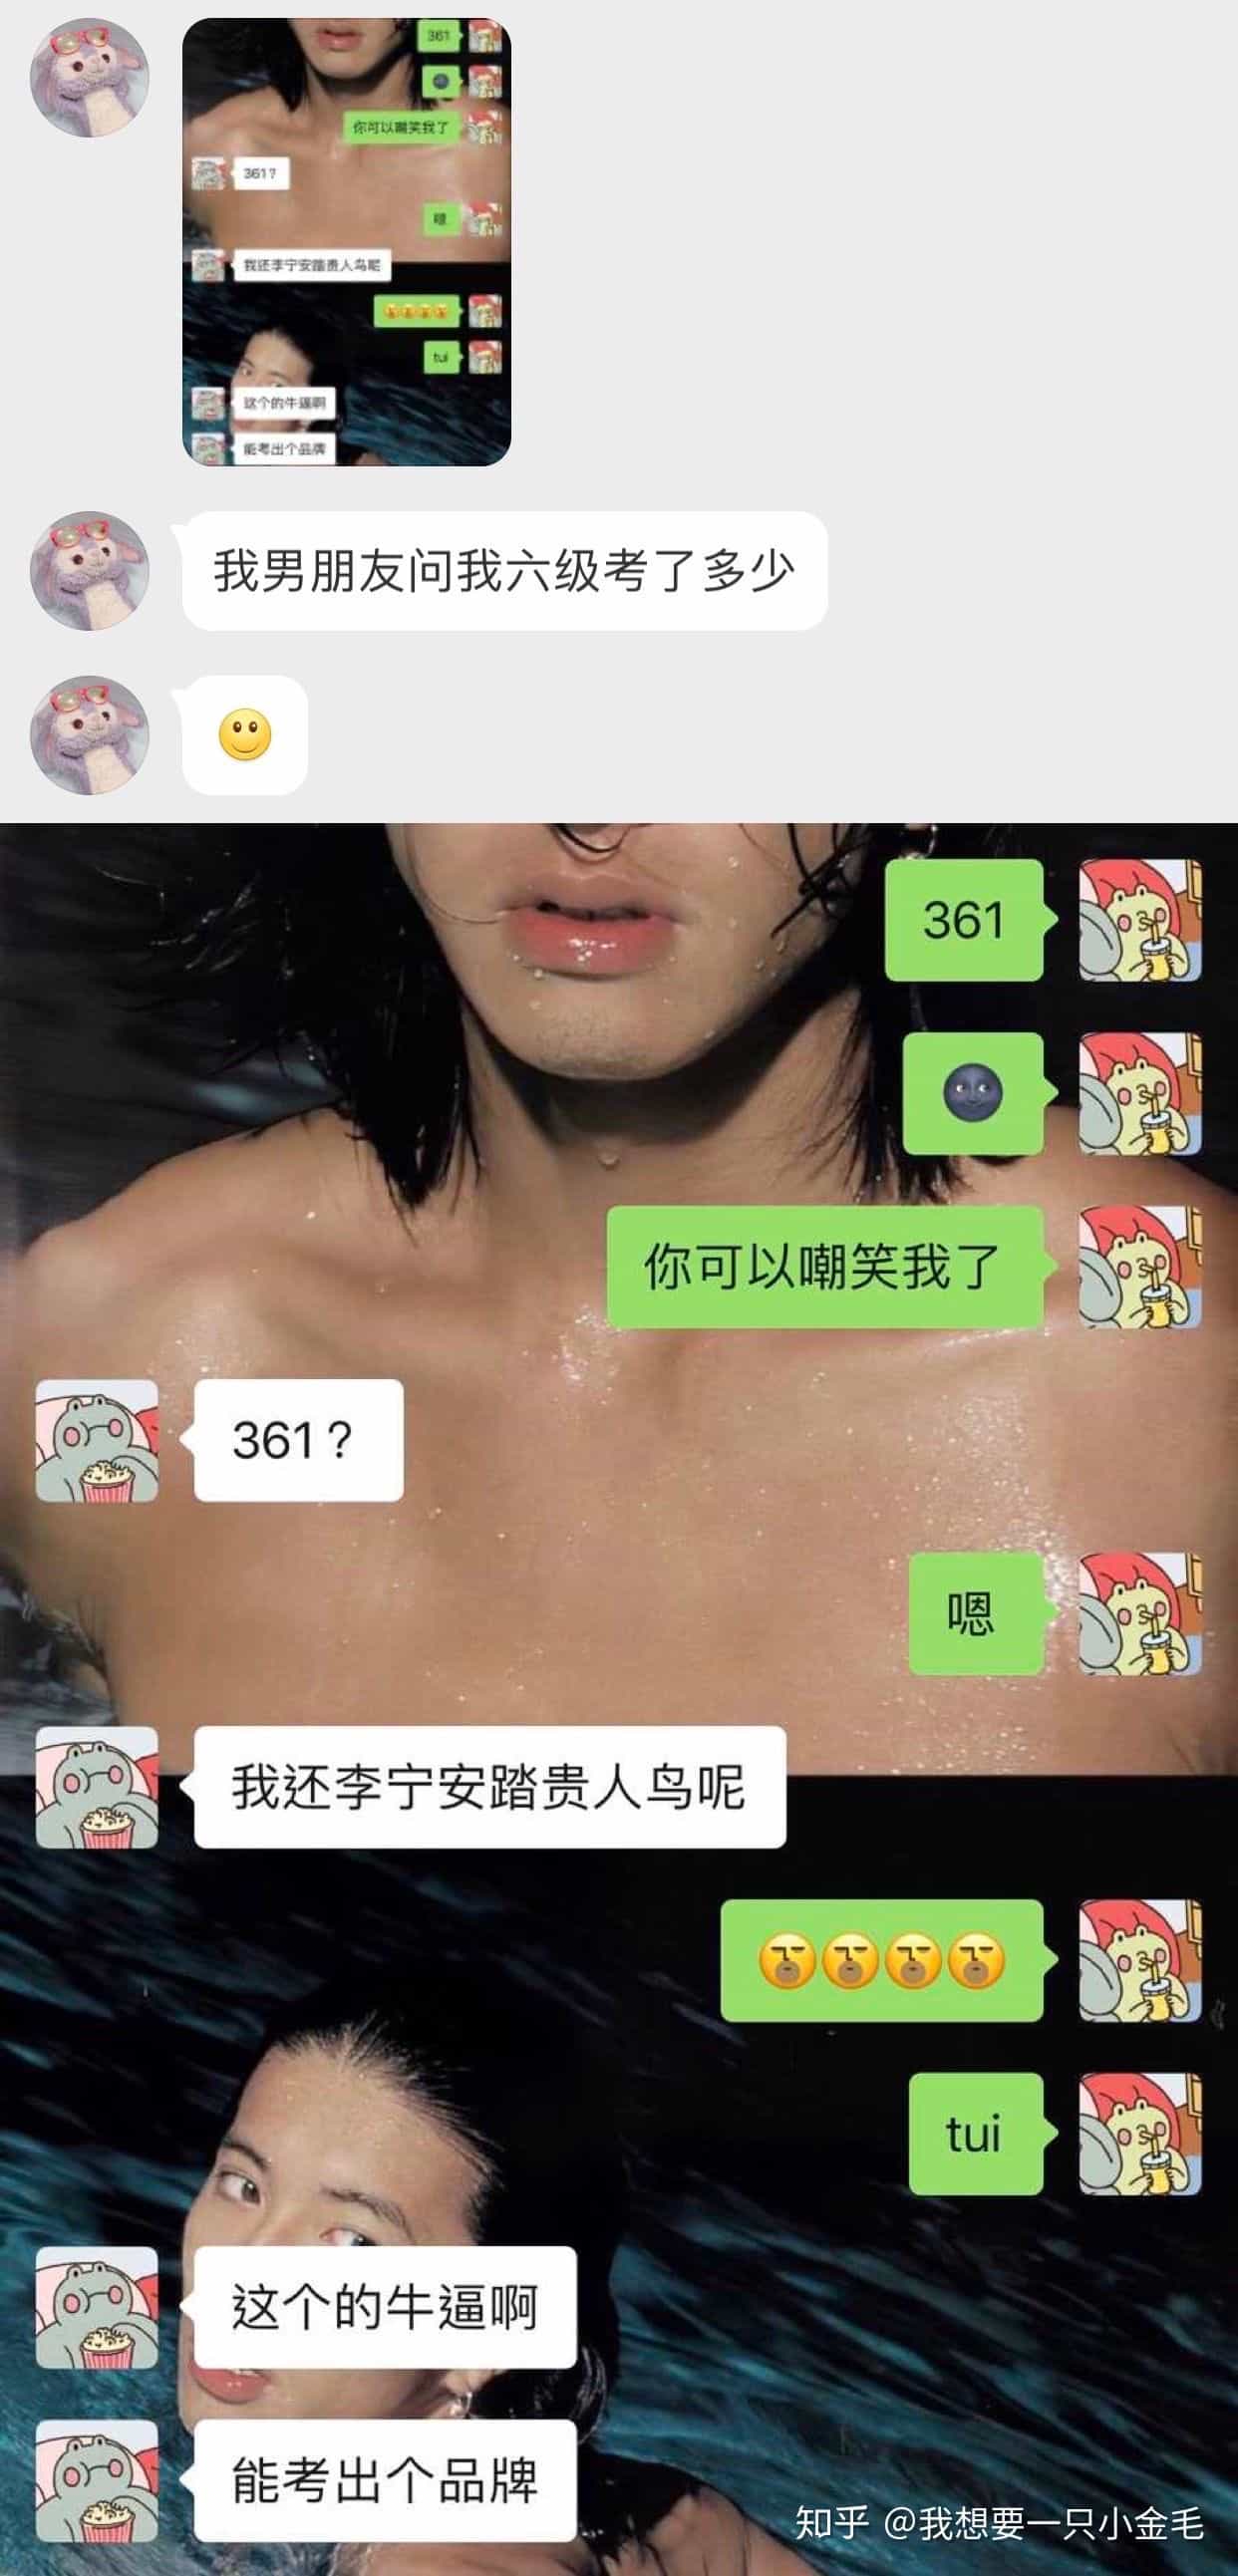 361
你可以嘲笑我了
361？
嗯
我还李宁安踏贵人鸟呢
tui
这个的牛逼啊
能考出个品牌
我男朋友问我六级考了多少
361
你可以嘲笑我了
361？
嗯
我还李宁安踏贵人鸟呢
tui
这个的牛逼啊
能考出个品牌
知乎 @我想要一只小金毛